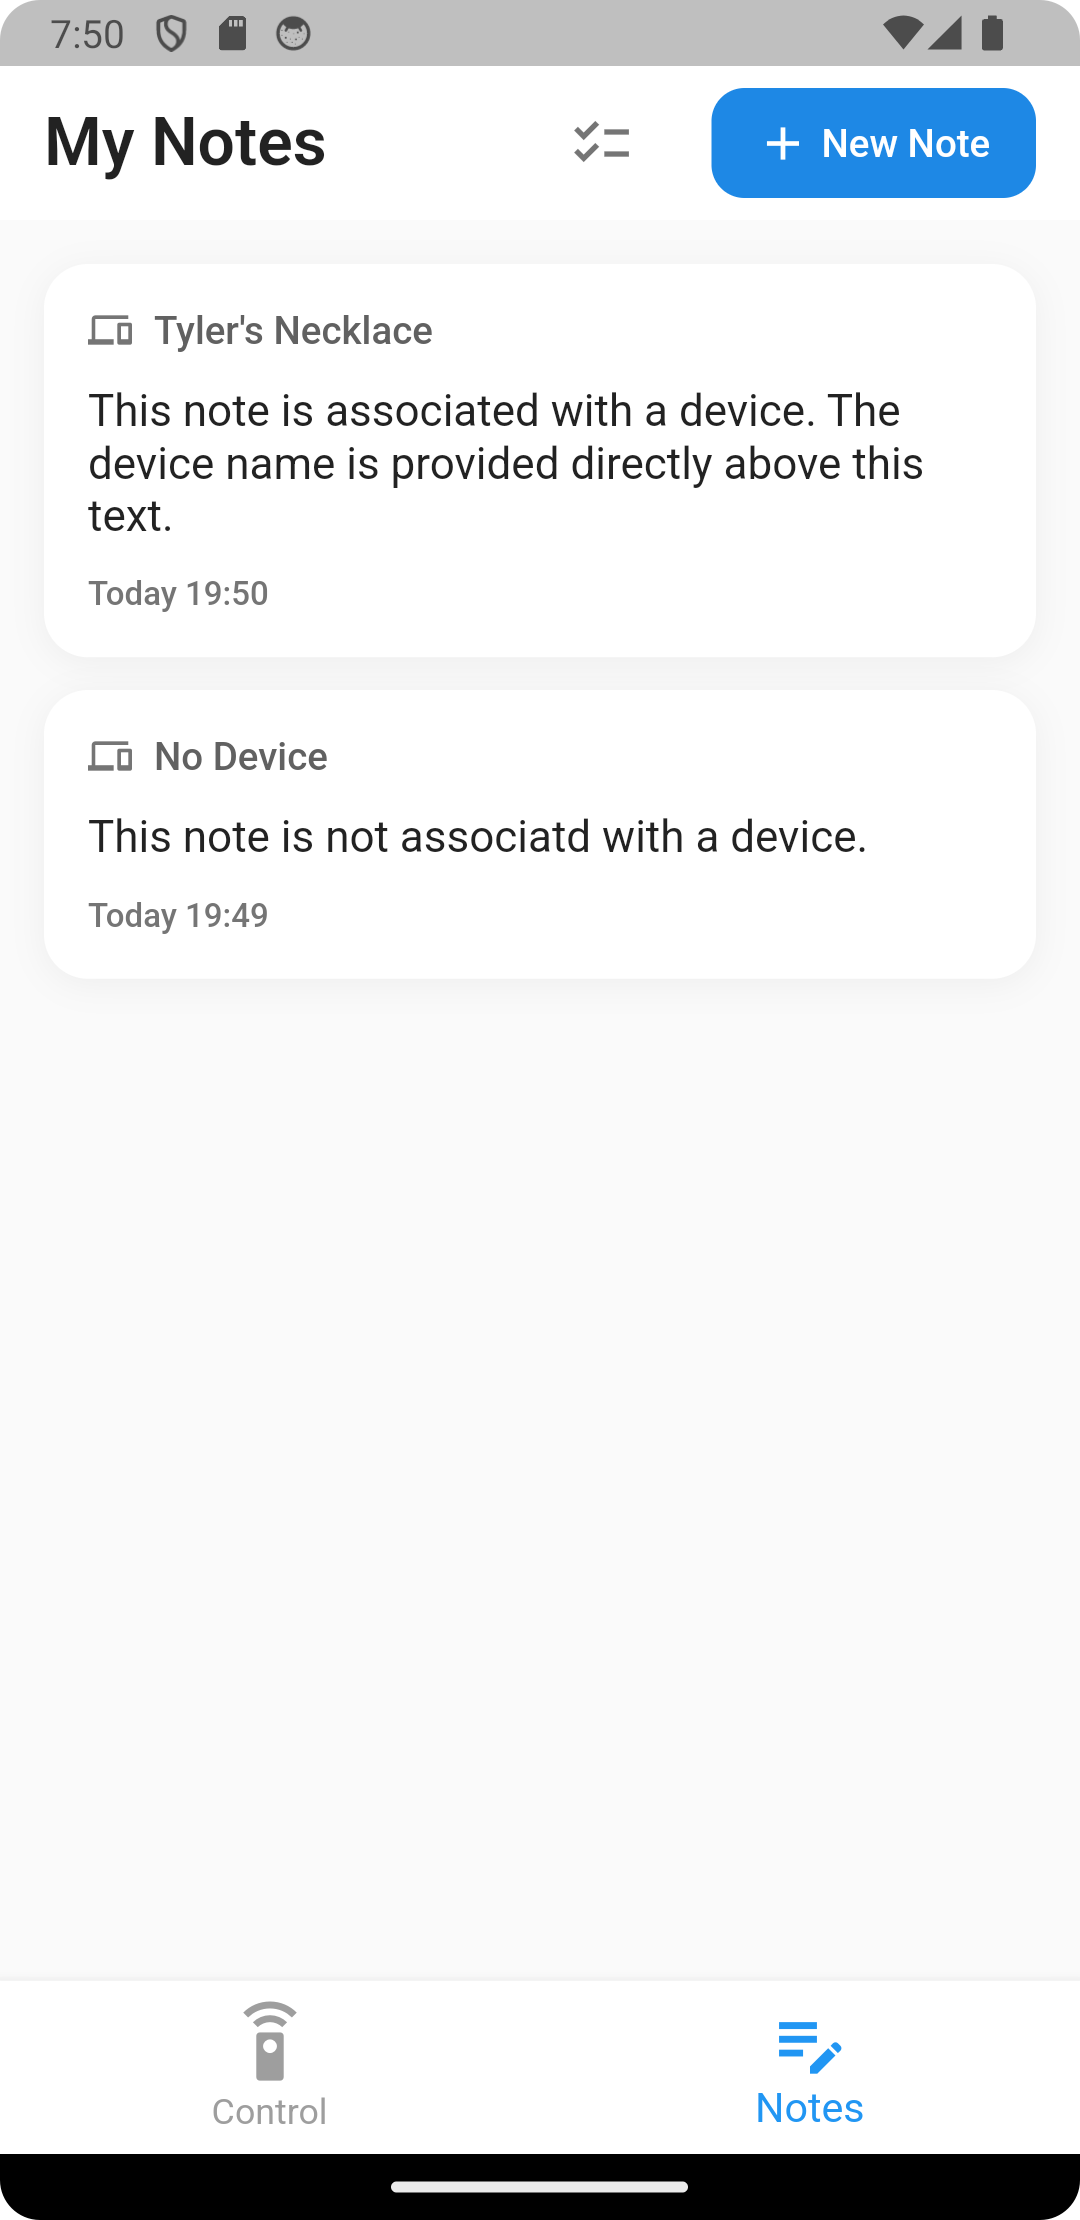 7:50
My Notes
New Note
Tyler's Necklace
This note is associated with a device. The
device name is provided directly above this
text.
Today 19:50
No Device
This note is not associatd with a device.
Today 19:49
Control
Notes